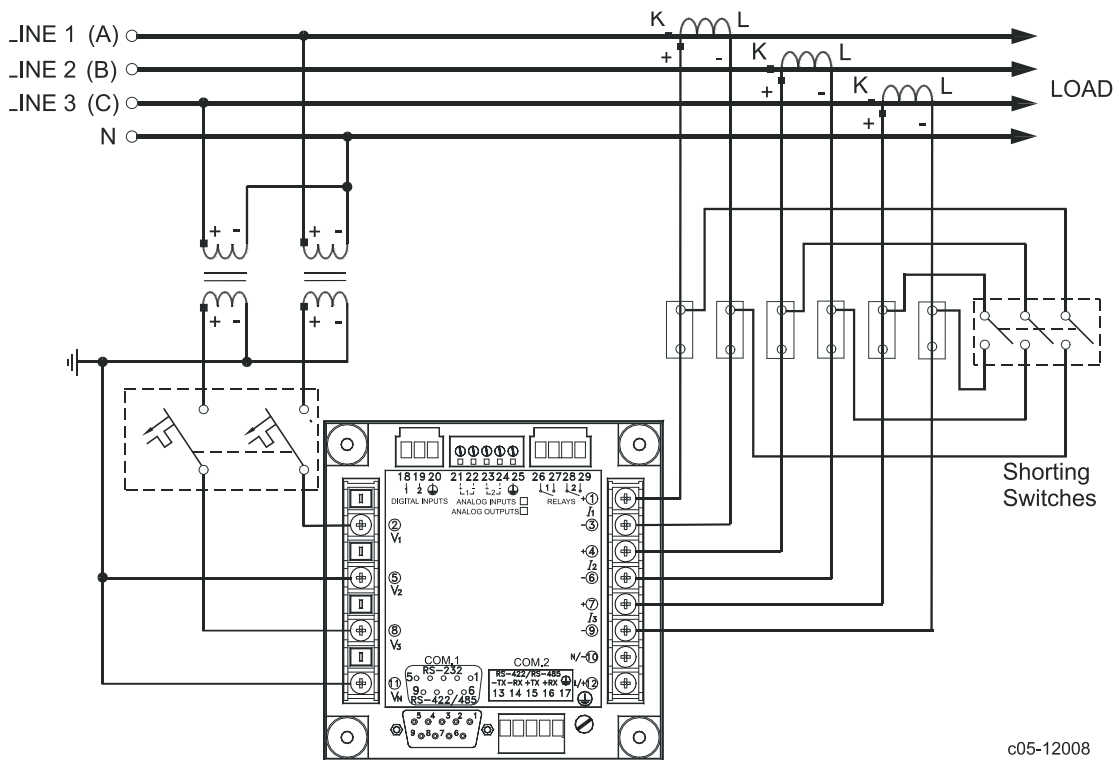 K L
_INE 1 (A)
+ -
K L
_INE 2 (B)
+ -
K L
_INE 3 (C)
LOAD
+ -
N
+ - + -
+ - + -
Shorting
Switches
18 19 20 21 22 23 24 25 26 27 28 29
1 2 1 2 1 2
DIGITAL INPUTS ANALOG INPUTS RELAYS
ANALOG OUTPUTS
+1
I1
2
V1
-3
+4
I2
5
V2
-6
+7
I3
8
V3
-9
N/-10
COM.1
RS-232
5 1
9 6
RS-422/485
COM.2
RS-422/RS-485
-TX -RX +TX +RX
13 14 15 16 17
L/+12
11
VN
5 4 3 2 1
9 8 7 6
c05-12008